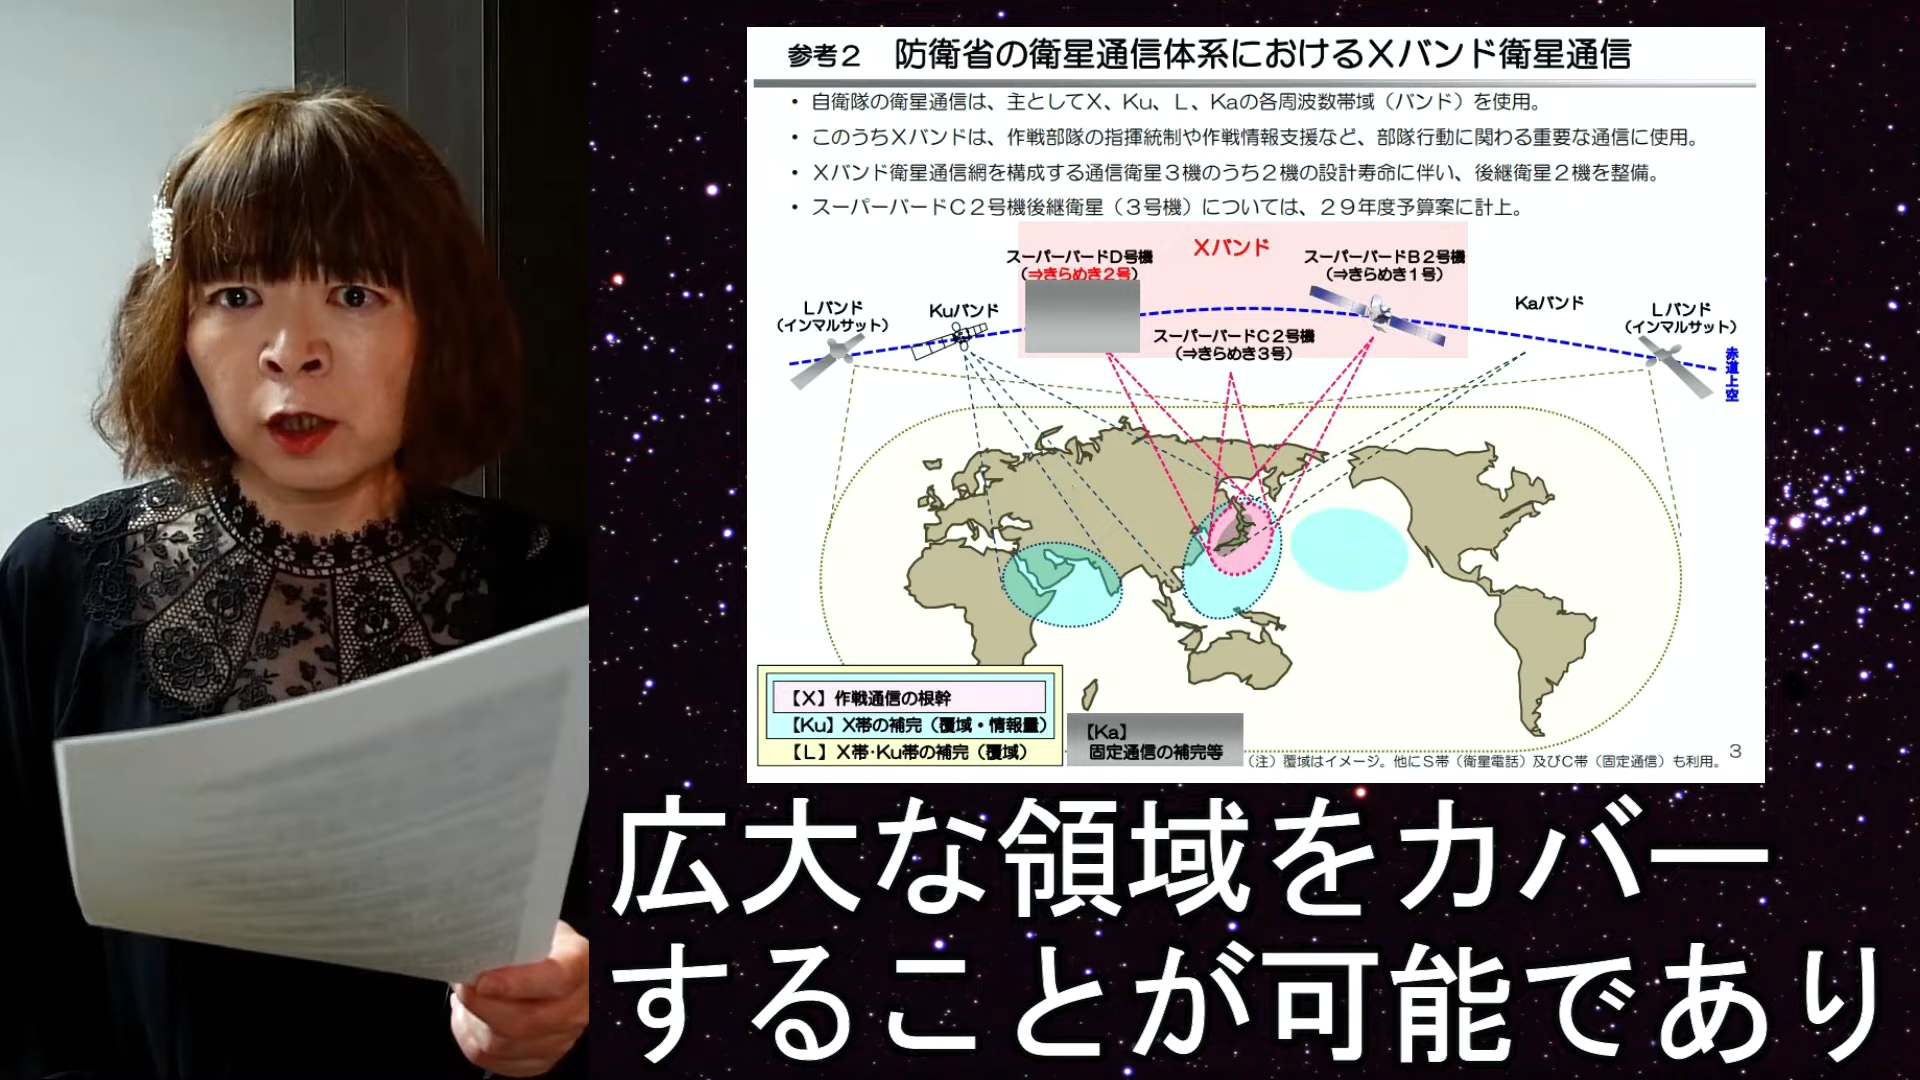 参考２　防衛省の衛星通信体系におけるＸバンド衛星通信
・ 自衛隊の衛星通信は、主としてＸ、Ku、Ｌ、Kaの各周波数帯域（バンド）を使用。
・ このうちＸバンドは、作戦部隊の指揮統制や作戦情報支援など、部隊行動に関わる重要な通信に使用。
・ Ｘバンド衛星通信網を構成する通信衛星３機のうち２機の設計寿命に伴い、後継衛星２機を整備。
・ スーパーバードＣ２号機後継衛星（３号機）については、２９年度予算案に計上。
Ｘバンド
スーパーバードＤ号機
（⇒きらめき２号）
スーパーバードＢ２号機
（⇒きらめき１号）
Ｌバンド
（インマルサット）
Kuバンド
スーパーバードＣ２号機
（⇒きらめき３号）
Kaバンド
Ｌバンド
（インマルサット）
赤道上空
【Ｘ】作戦通信の根幹
【Ku】Ｘ帯の補完（覆域・情報量）
【Ｌ】Ｘ帯･Ku帯の補完（覆域）
【Ka】
固定通信の補完等
（注）覆域はイメージ。他にＳ帯（衛星電話）及びＣ帯（固定通信）も利用。
3
広大な領域をカバー
することが可能であり